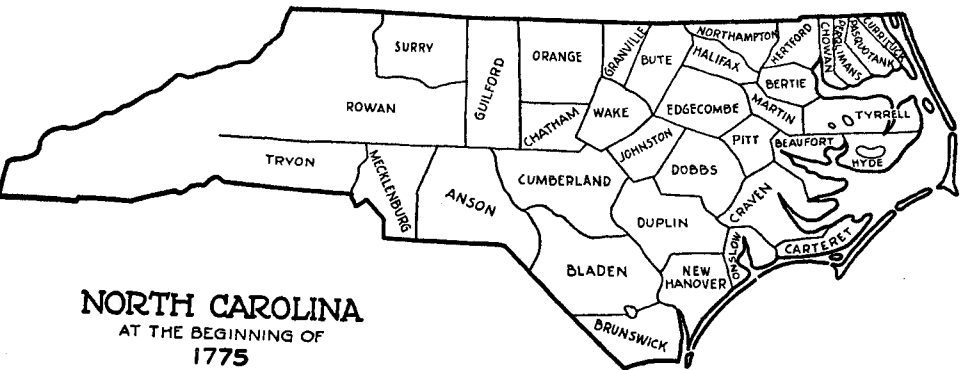 SURRY
ORANGE
GRANVILLE
BUTE
NORTHAMPTON
HALIFAX
HERTFORD
CHOWAN
PERQUIMANS
PASQUOTANK
CURRITUCK
BERTIE
ROWAN
GUILFORD
CHATHAM
WAKE
EDGECOMBE
MARTIN
TYRRELL
TRYON
MECKLENBURG
ANSON
CUMBERLAND
JOHNSTON
DOBBS
PITT
BEAUFORT
HYDE
CRAVEN
DUPLIN
BLADEN
NEW
HANOVER
ONSLOW
CARTERET
BRUNSWICK
NORTH CAROLINA
AT THE BEGINNING OF
1775